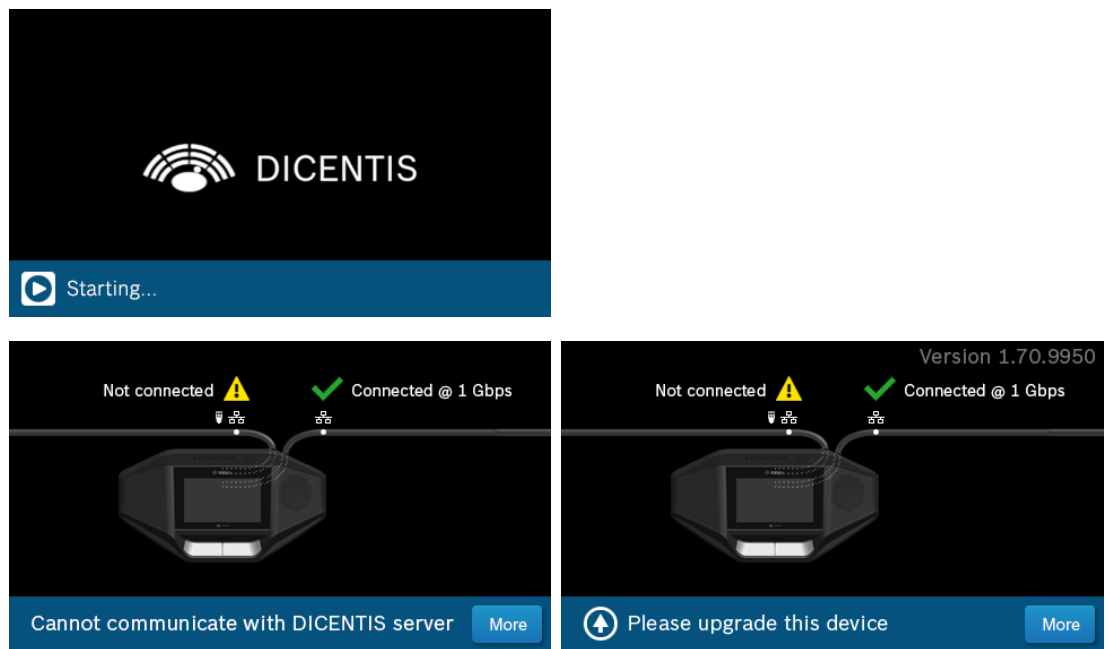 DICENTIS
Starting...
Not connected
Connected @ 1 Gbps
Cannot communicate with DICENTIS server
More
Version 1.70.9950
Not connected
Connected @ 1 Gbps
Please upgrade this device
More